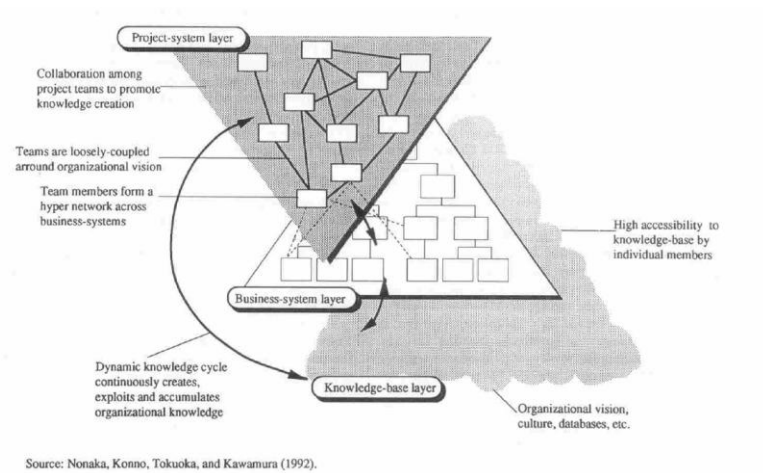 Project-system layer
Collaboration among
project teams to promote
knowledge creation
Teams are loosely-coupled
arround organizational vision
Team members form a
hyper network across
business-systems
High accessibility to
knowledge-base by
individual members
Business-system layer
Dynamic knowledge cycle
continuously creates,
exploits and accumulates
organizational knowledge
Knowledge-base layer
Organizational vision,
culture, databases, etc.
Source: Nonaka, Konno, Tokuoka, and Kawamura (1992).